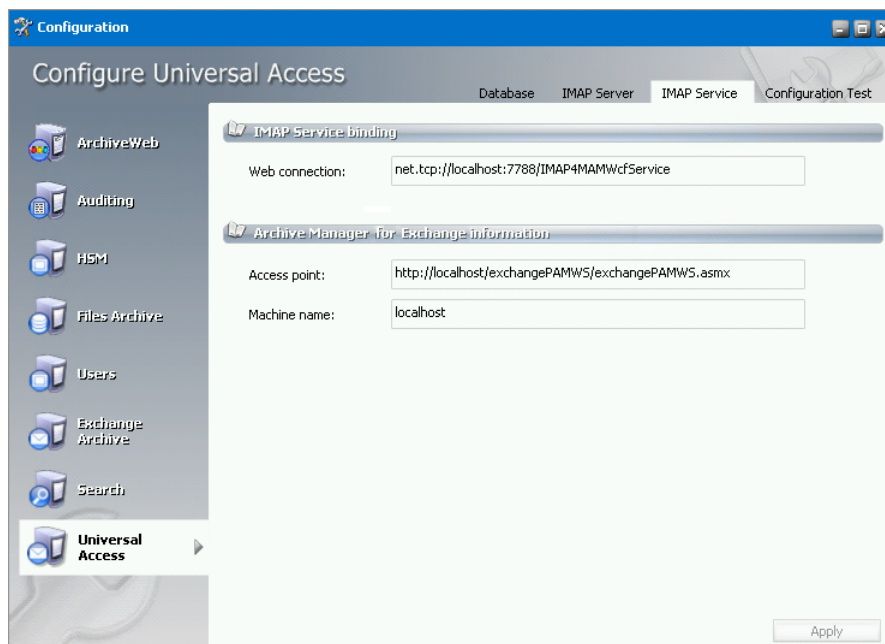 Configuration
Configure Universal Access
Database IMAP Server IMAP Service Configuration Test
ArchiveWeb
Auditing
HSM
Files Archive
Users
Exchange
Archive
Search
Universal
Access
IMAP Service binding
Web connection: net.tcp://localhost:7788/IMAP4MAMWcfService
Archive Manager for Exchange information
Access point: http://localhost/exchangePAMWS/exchangePAMWS.asmx
Machine name: localhost
Apply